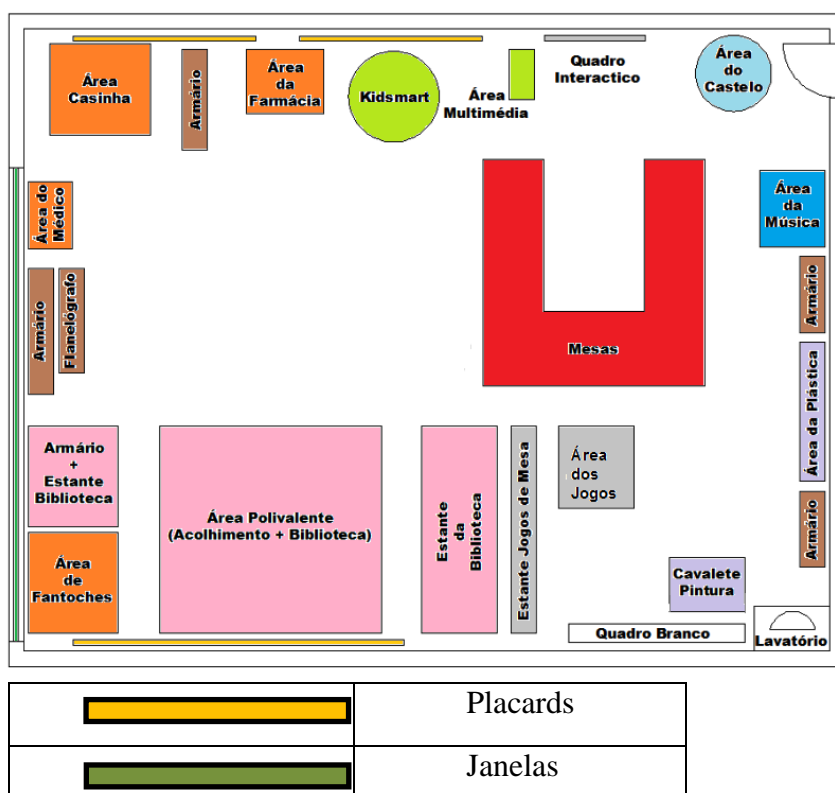 Área
Casinha
Armário
Área
da
Farmácia
Kidsmart
Área
Multimédia
Quadro
Interactico
Área
do
Castelo
Área do
Médico
Área
da
Música
Armário
Flanelógrafo
Armário
Mesas
Área da Plástica
Armário
+
Estante
Biblioteca
Área Polivalente
(Acolhimento + Biblioteca)
Estante
da
Biblioteca
Estante Jogos de Mesa
Área
dos
Jogos
Armário
Área
de
Fantoches
Cavalete
Pintura
Quadro Branco
Lavatório
Placards
Janelas